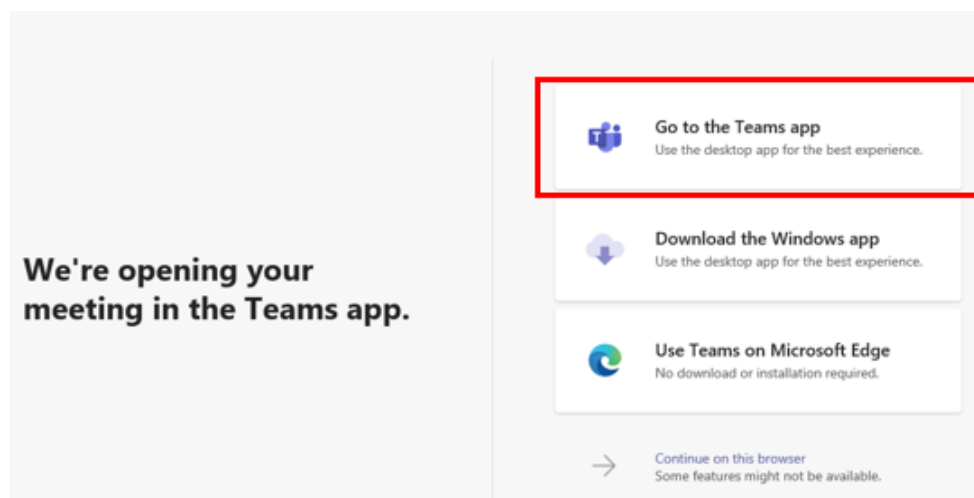 We're opening your
meeting in the Teams app.
Go to the Teams app
Use the desktop app for the best experience.
Download the Windows app
Use the desktop app for the best experience.
Use Teams on Microsoft Edge
No download or installation required.
Continue on this browser
Some features might not be available.